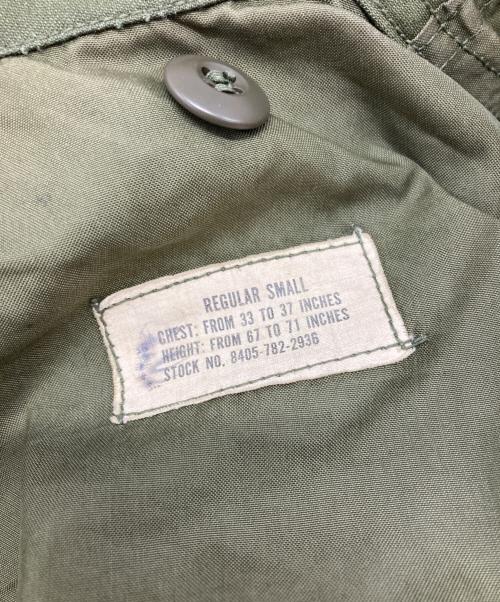 REGULAR SMALL
CHEST: FROM 33 TO 37 INCHES
HEIGHT: FROM 67 TO 71 INCHES
STOCK NO. 8405-782-2936